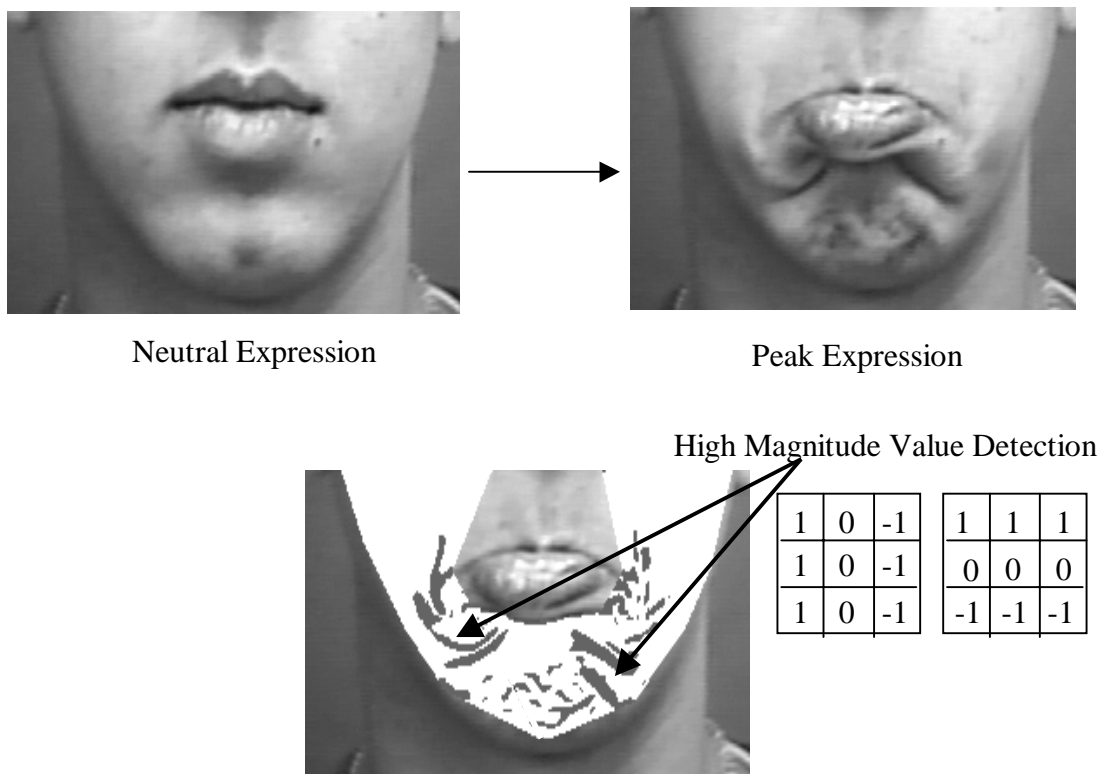 Neutral Expression
Peak Expression
High Magnitude Value Detection
1 0 -1 1 1 1
1 0 -1 0 0 0
1 0 -1 -1 -1 -1